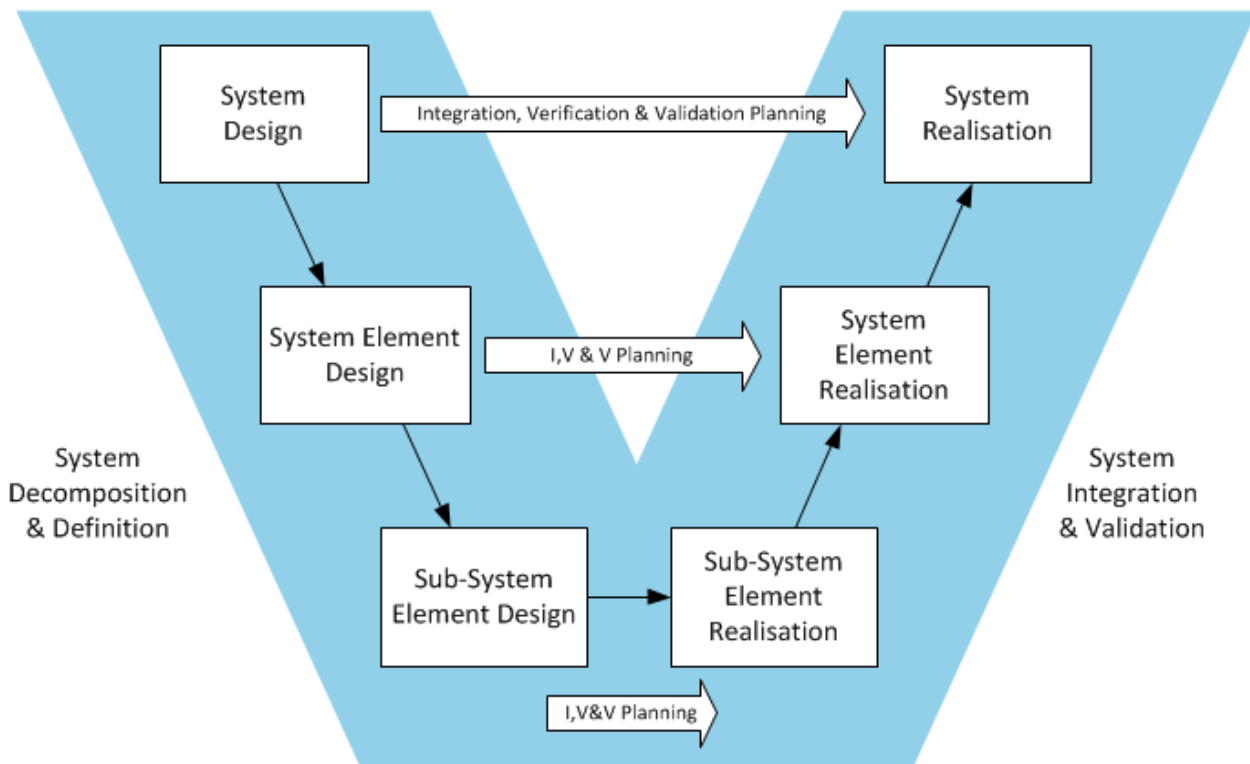 System
Design
Integration, Verification & Validation Planning
System
Realisation
System Element
Design
I,V & V Planning
System
Element
Realisation
System
Decomposition
& Definition
System
Integration
& Validation
Sub-System
Element Design
Sub-System
Element
Realisation
I,V&V Planning